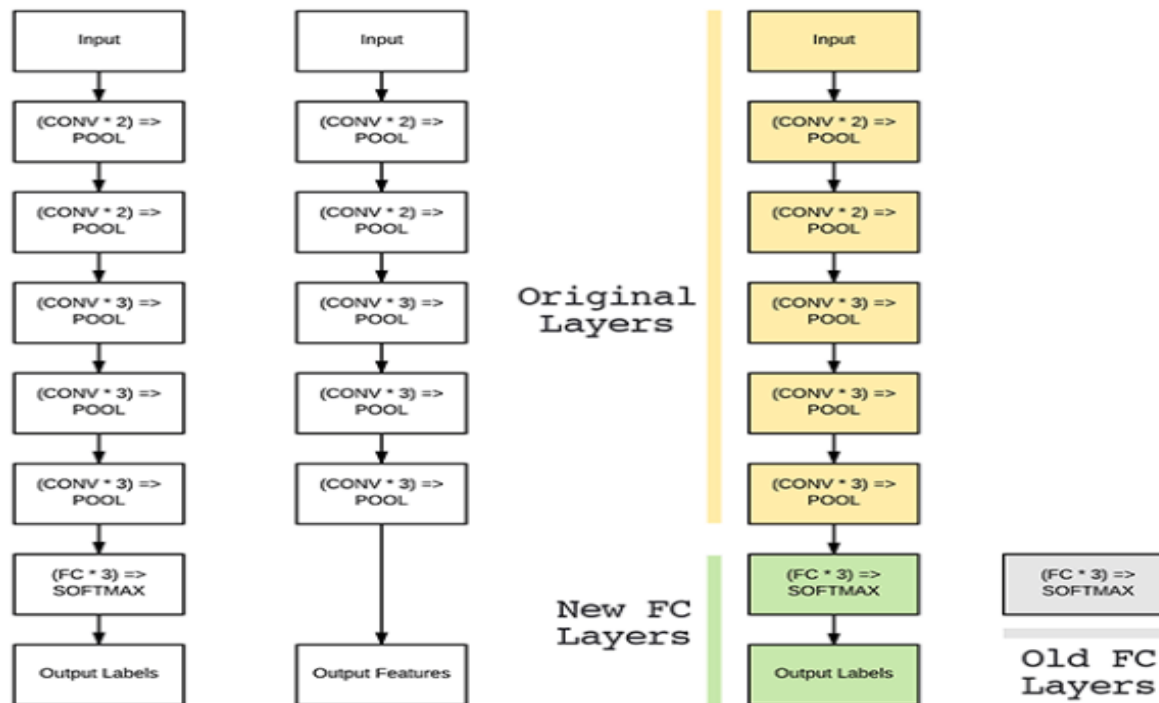 Input
(CONV * 2) =>
POOL
(CONV * 2) =>
POOL
(CONV * 3) =>
POOL
(CONV * 3) =>
POOL
(CONV * 3) =>
POOL
(FC * 3) =>
SOFTMAX
Output Labels
Input
(CONV * 2) =>
POOL
(CONV * 2) =>
POOL
(CONV * 3) =>
POOL
(CONV * 3) =>
POOL
(CONV * 3) =>
POOL
Output Features
Original
Layers
New FC
Layers
Input
(CONV * 2) =>
POOL
(CONV * 2) =>
POOL
(CONV * 3) =>
POOL
(CONV * 3) =>
POOL
(CONV * 3) =>
POOL
(FC * 3) =>
SOFTMAX
Output Labels
(FC * 3) =>
SOFTMAX
Old FC
Layers